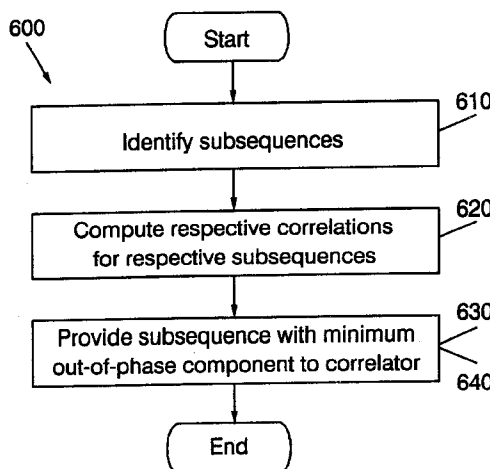 600
Start
610
Identify subsequences
620
Compute respective correlations
for respective subsequences
630
Provide subsequence with minimum
out-of-phase component to correlator
640
End